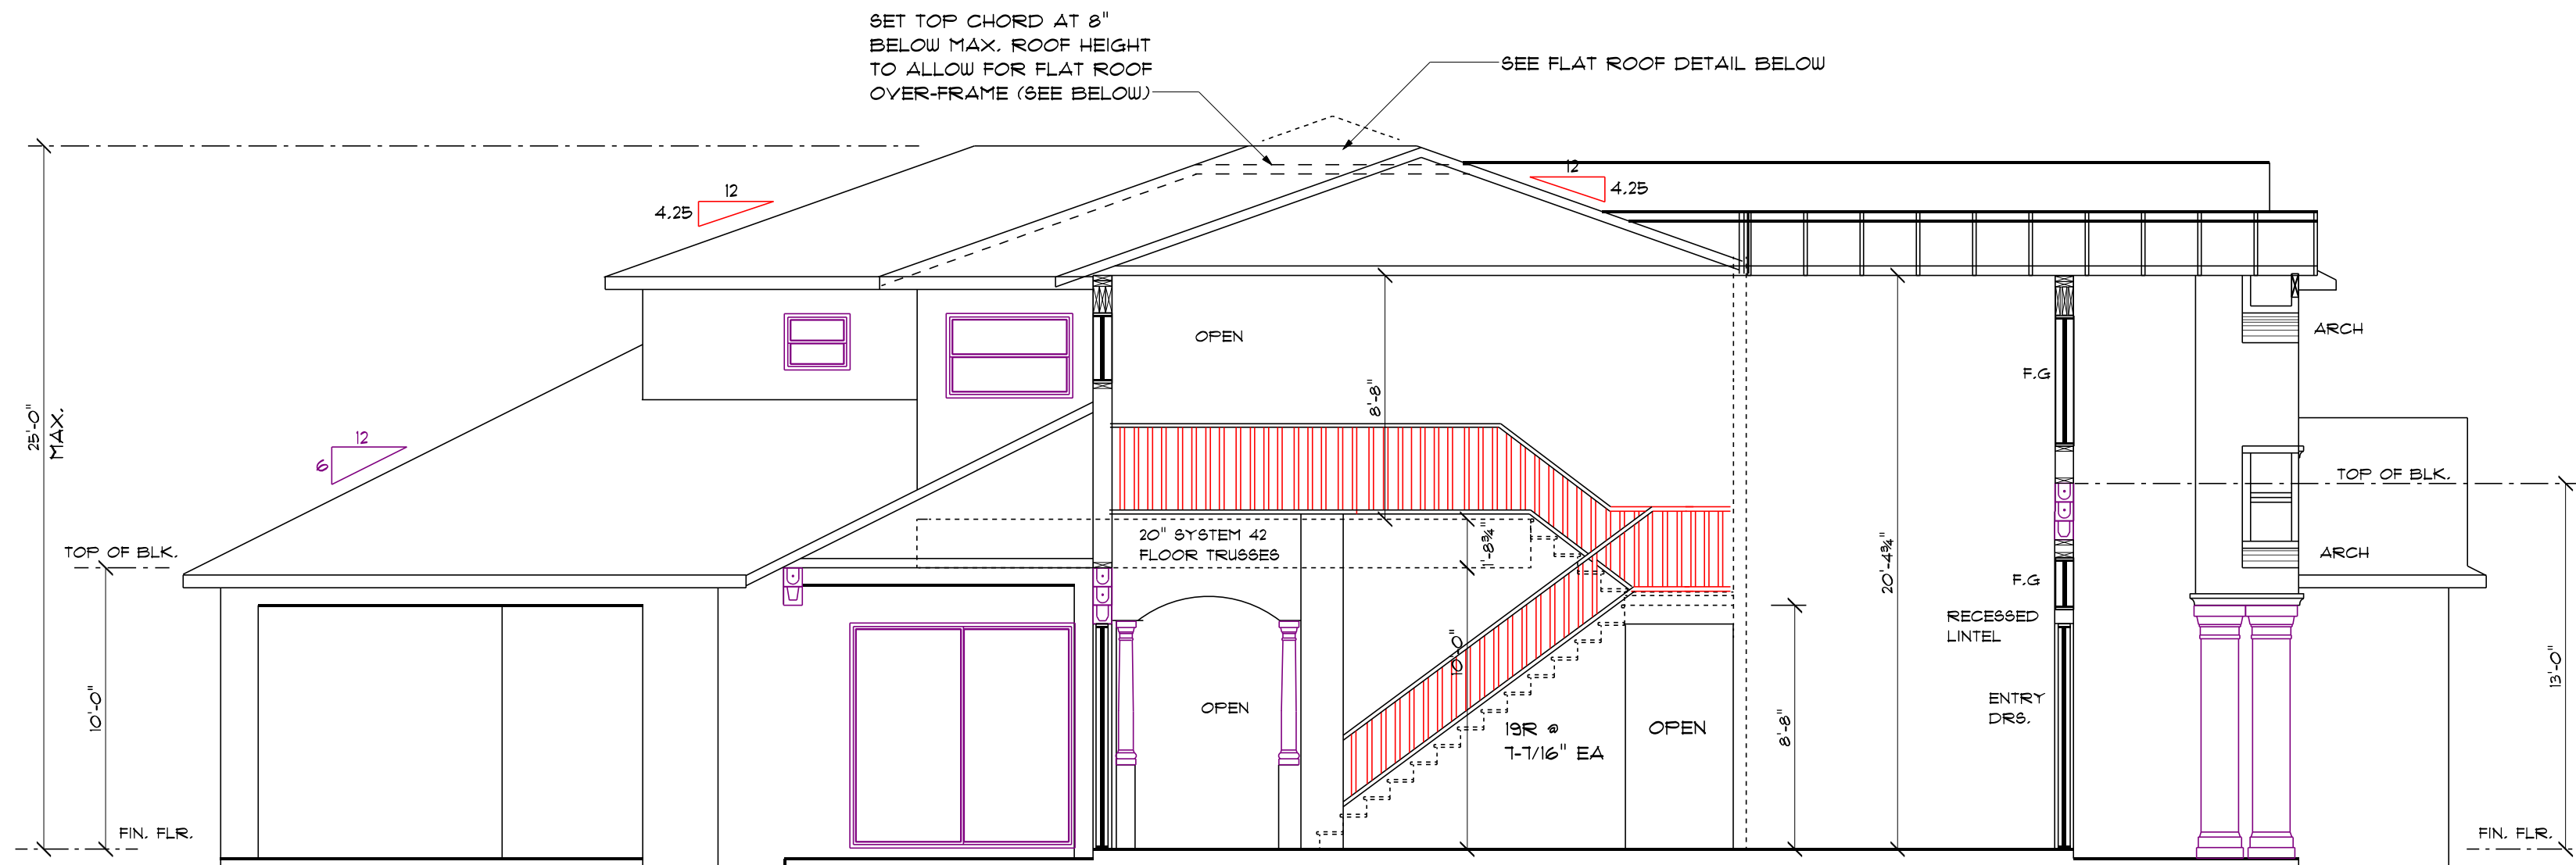 SET TOP CHORD AT 8"
BELOW MAX. ROOF HEIGHT
TO ALLOW FOR FLAT ROOF
OVER-FRAME (SEE BELOW)
SEE FLAT ROOF DETAIL BELOW
12
4.25
12
4.25
OPEN
ARCH
F.G
8'-8"
25'-0"
MAX.
12
6
TOP OF BLK.
20" SYSTEM 42
FLOOR TRUSSES
1'-8¾"
20'-4¾"
TOP OF BLK.
ARCH
F.G
RECESSED
LINTEL
10'-0"
10'-0"
OPEN
19R @
7-7/16" EA
OPEN
8'-8"
ENTRY
DRS.
13'-0"
FIN. FLR.
FIN. FLR.